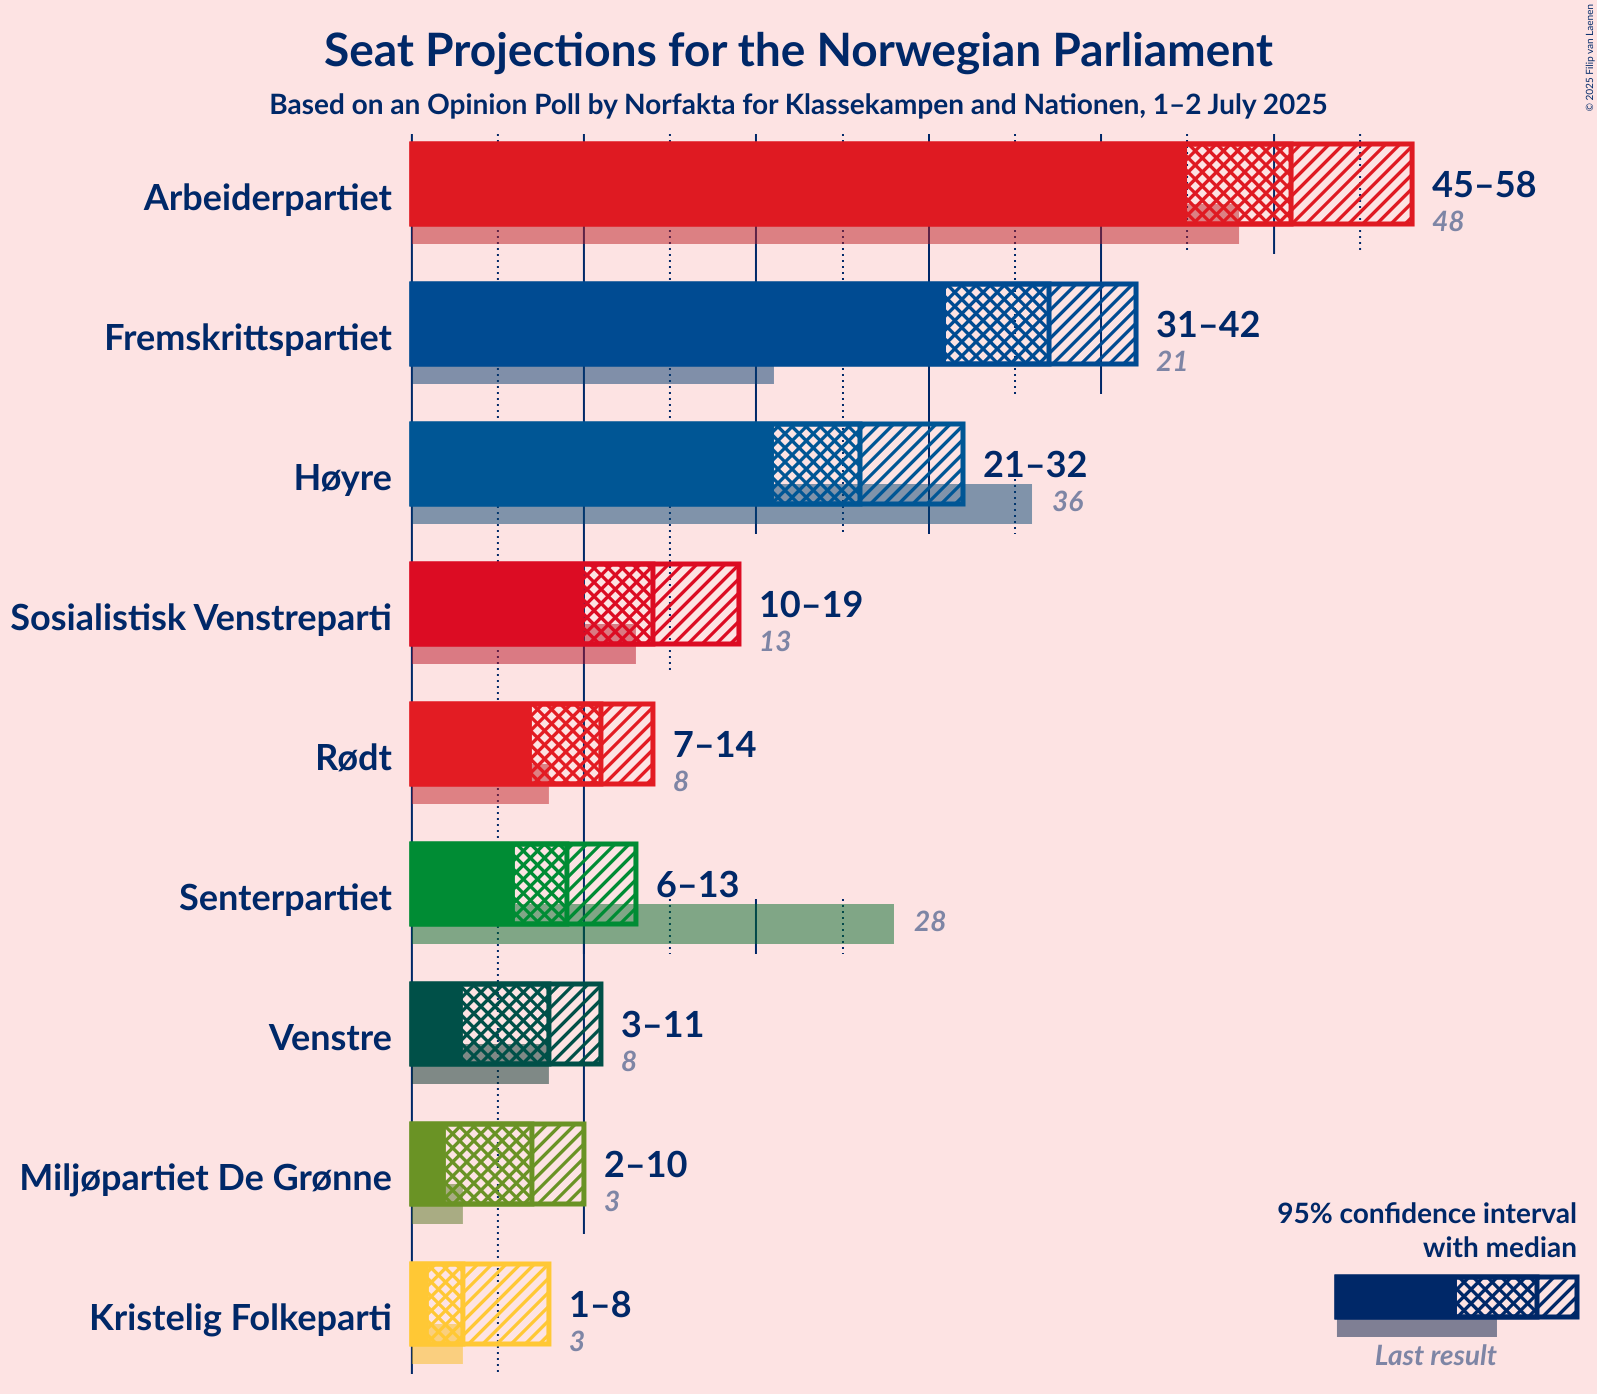 Seat Projections for the Norwegian Parliament
Based on an Opinion Poll by Norfakta for Klassekampen and Nationen, 1–2 July 2025
© 2025 Filip van Laenen
Arbeiderpartiet
45–58
48
Fremskrittspartiet
31–42
21
Høyre
21–32
36
Sosialistisk Venstreparti
10–19
13
Rødt
7–14
8
Senterpartiet
6–13
28
Venstre
3–11
8
Miljøpartiet De Grønne
2–10
3
Kristelig Folkeparti
1–8
3
95% confidence interval
with median
Last result